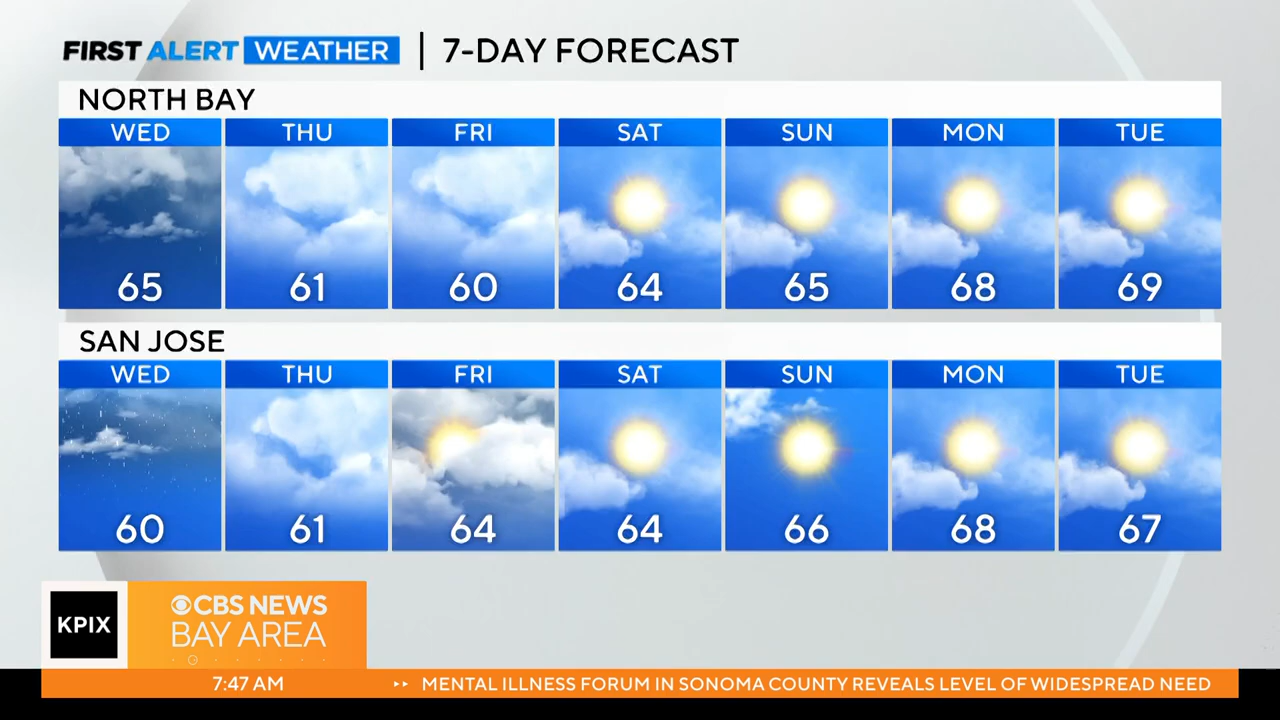 FIRST ALERT WEATHER | 7-DAY FORECAST
NORTH BAY
WED THU FRI SAT SUN MON TUE
65 61 60 64 65 68 69
SAN JOSE
WED THU FRI SAT SUN MON TUE
60 61 64 64 66 68 67
KPIX
CBS NEWS
BAY AREA
7:47 AM MENTAL ILLNESS FORUM IN SONOMA COUNTY REVEALS LEVEL OF WIDESPREAD NEED